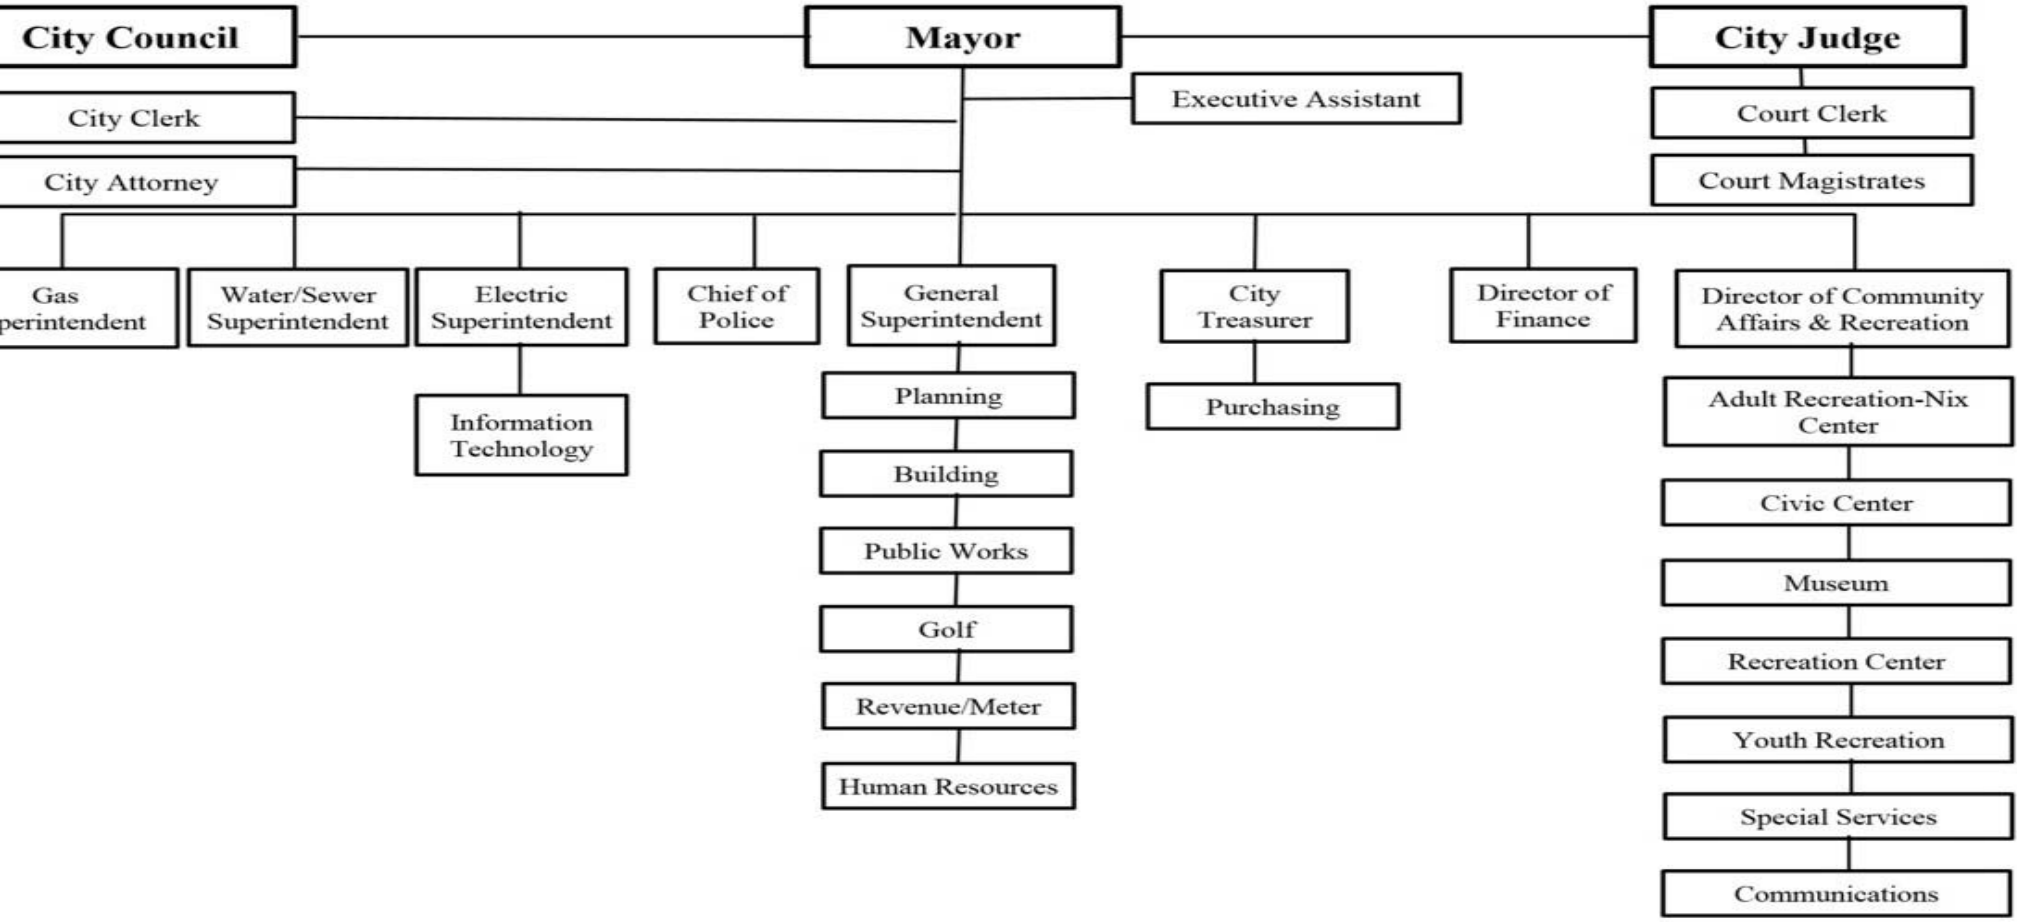 City Council
Mayor
City Judge
Executive Assistant
City Clerk
Court Clerk
City Attorney
Court Magistrates
Gas
perintendent
Water/Sewer
Superintendent
Electric
Superintendent
Chief of
Police
General
Superintendent
City
Treasurer
Director of
Finance
Director of Community
Affairs & Recreation
Information
Technology
Planning
Building
Public Works
Golf
Revenue/Meter
Human Resources
Purchasing
Adult Recreation-Nix
Center
Civic Center
Museum
Recreation Center
Youth Recreation
Special Services
Communications